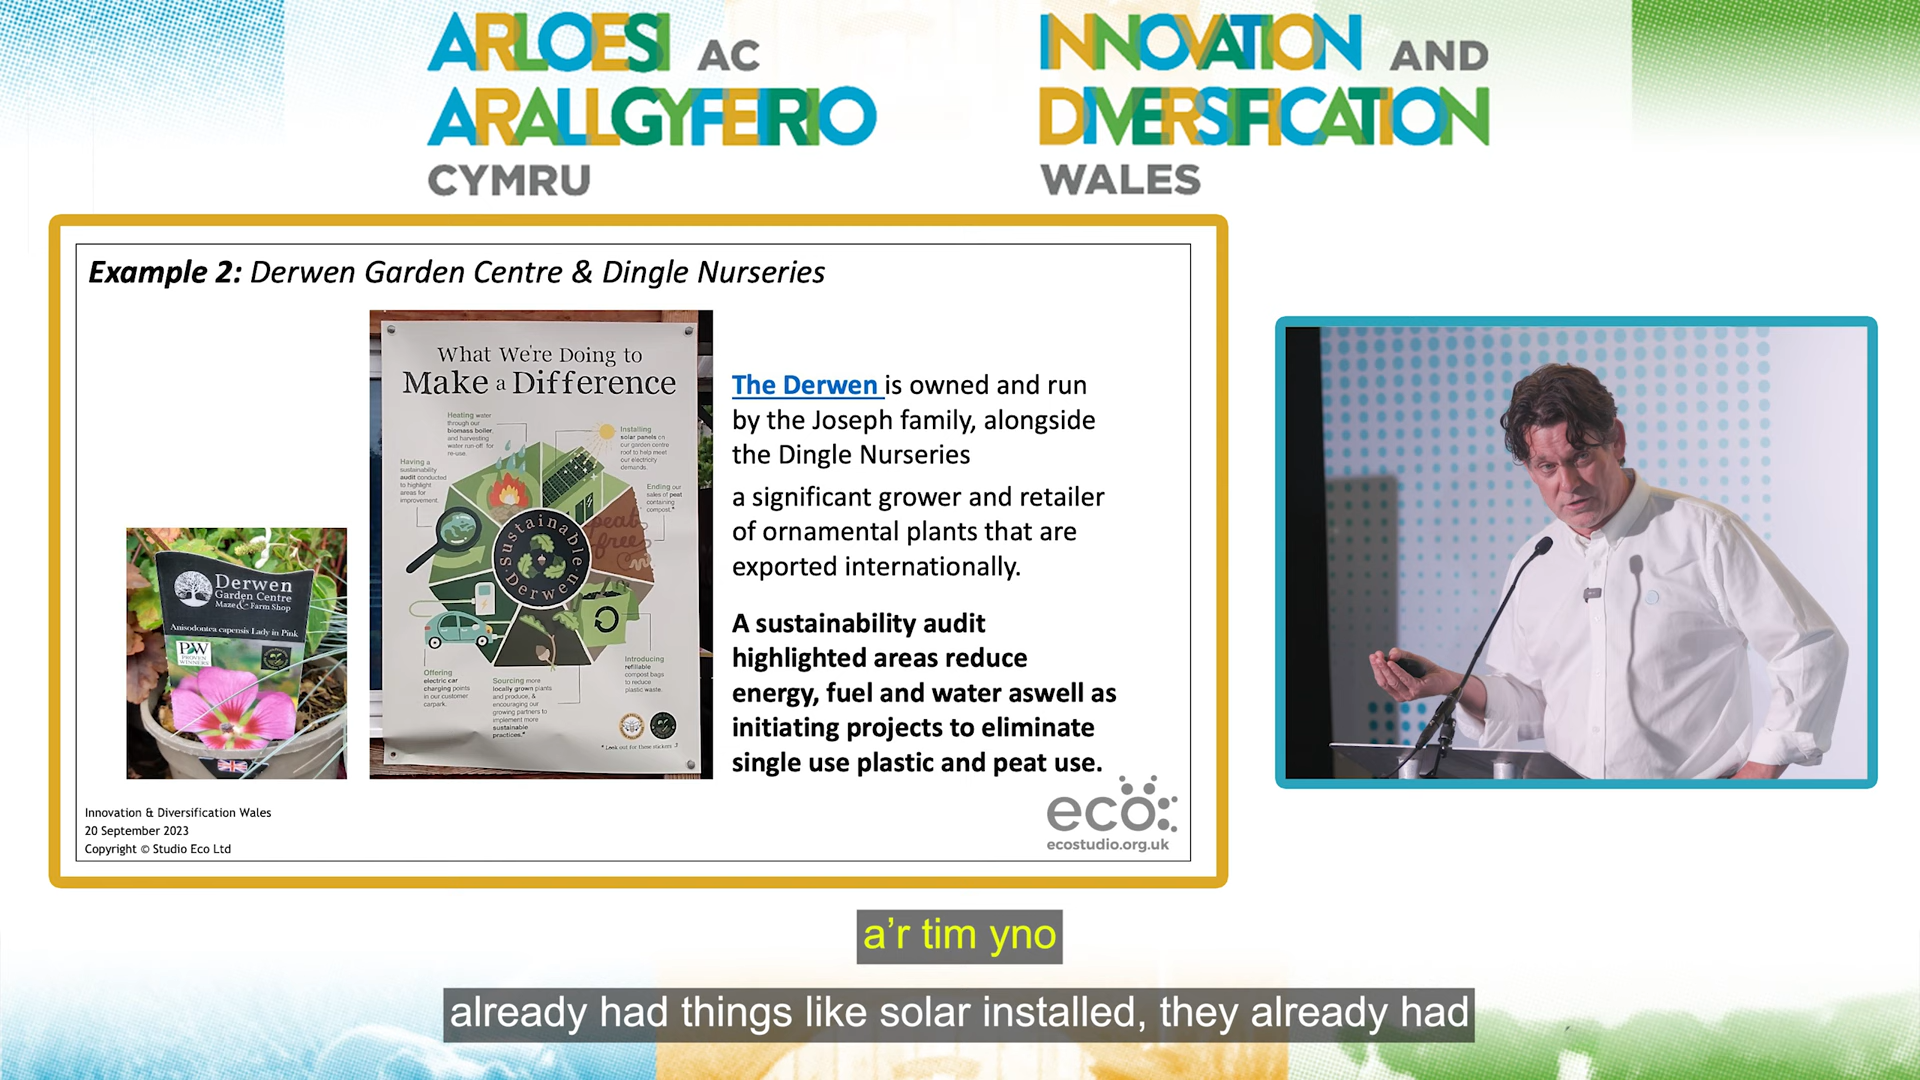 ARLOESI AC
ARALLGYFEIRIO
CYMRU
INNOVATION AND
DIVERSIFICATION
WALES
Example 2: Derwen Garden Centre & Dingle Nurseries
What We're Doing to
Make a Difference
Heating water
through our
biomass boiler,
and harvesting
water run-off for
re-use.
Installing
solar panels on
our garden centre
roof to help meet
our electricity
demands.
Having a
sustainability
audit conducted
to highlight
areas for
improvement.
Ending our
sales of peat
containing
compost.*
peat
free
Sustainable
Derwen
Offering
electric car
charging points
in our customer
carpark.
Sourcing more
locally grown plants
and produce, &
encouraging our
growing partners to
implement more
sustainable
practices.*
Introducing
refillable
compost bags
to reduce
plastic waste.
* Look out for these stickers
Derwen
Garden Centre
Maze & Farm Shop
Anisodontea capensis Lady in Pink
PW
PROVEN
WINNERS
The Derwen is owned and run
by the Joseph family, alongside
the Dingle Nurseries
a significant grower and retailer
of ornamental plants that are
exported internationally.
A sustainability audit
highlighted areas reduce
energy, fuel and water aswell as
initiating projects to eliminate
single use plastic and peat use.
Innovation & Diversification Wales
20 September 2023
Copyright © Studio Eco Ltd
eco
ecostudio.org.uk
a'r tim yno
already had things like solar installed, they already had